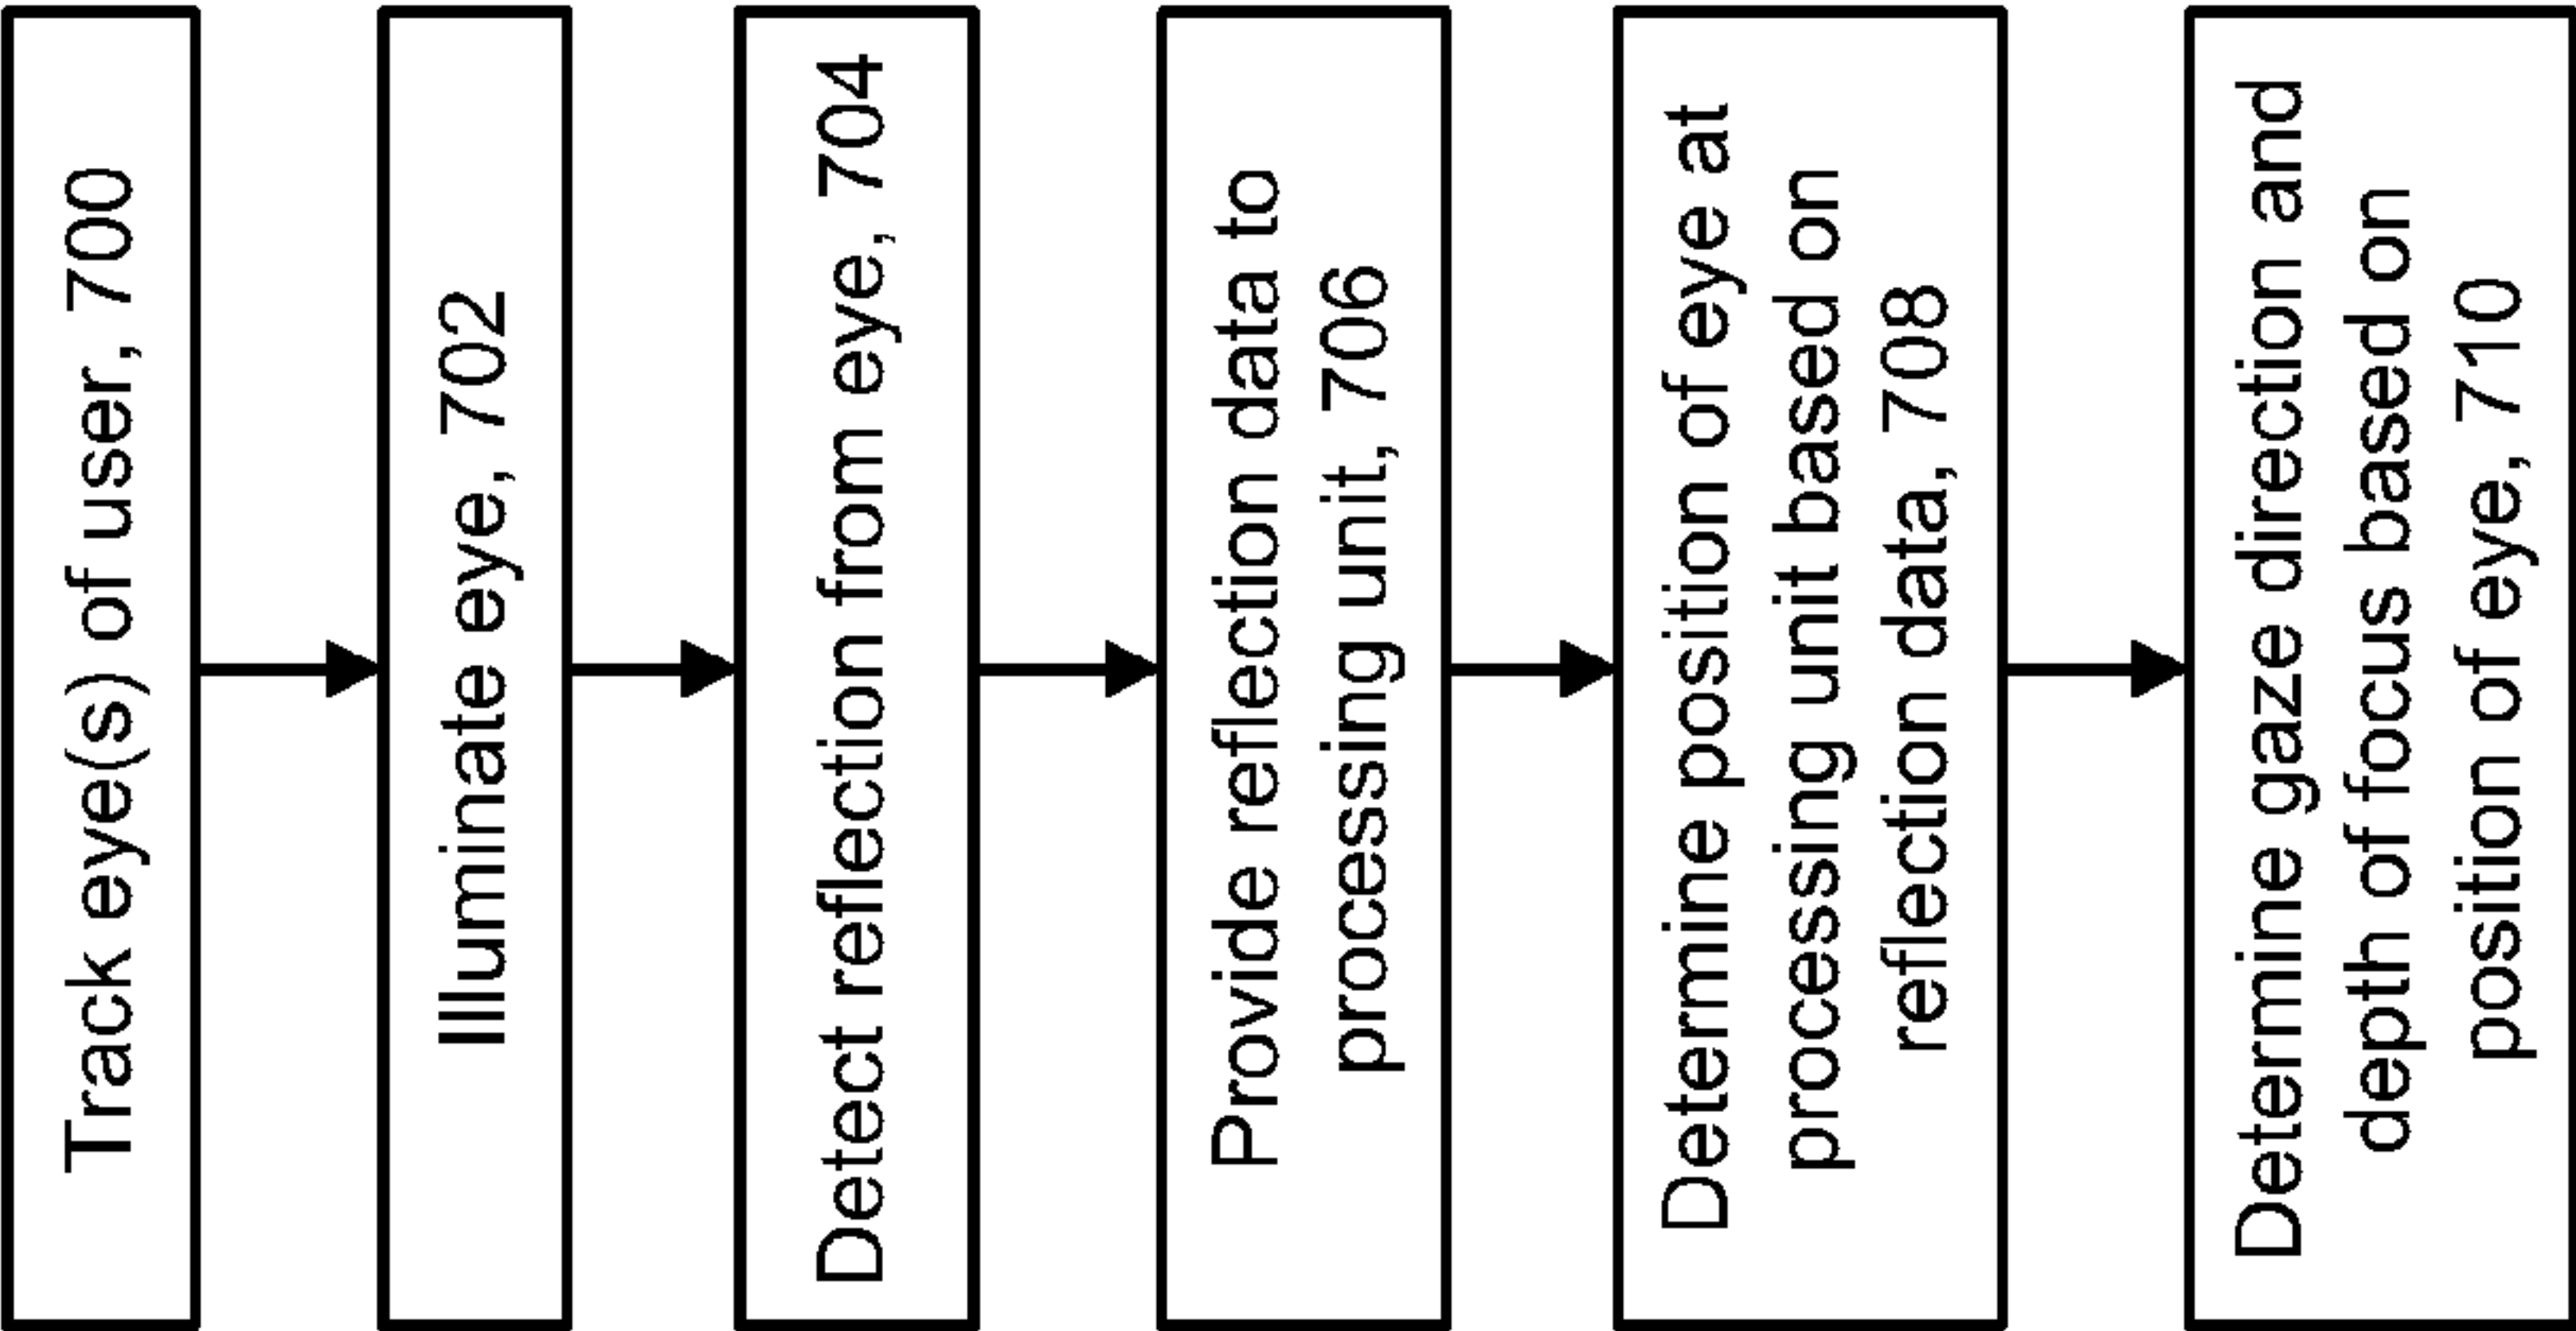 Track eye(s) of user, 700
Illuminate eye, 702
Detect reflection from eye, 704
Provide reflection data to
processing unit, 706
Determine position of eye at
processing unit based on
reflection data, 708
Determine gaze direction and
depth of focus based on
position of eye, 710